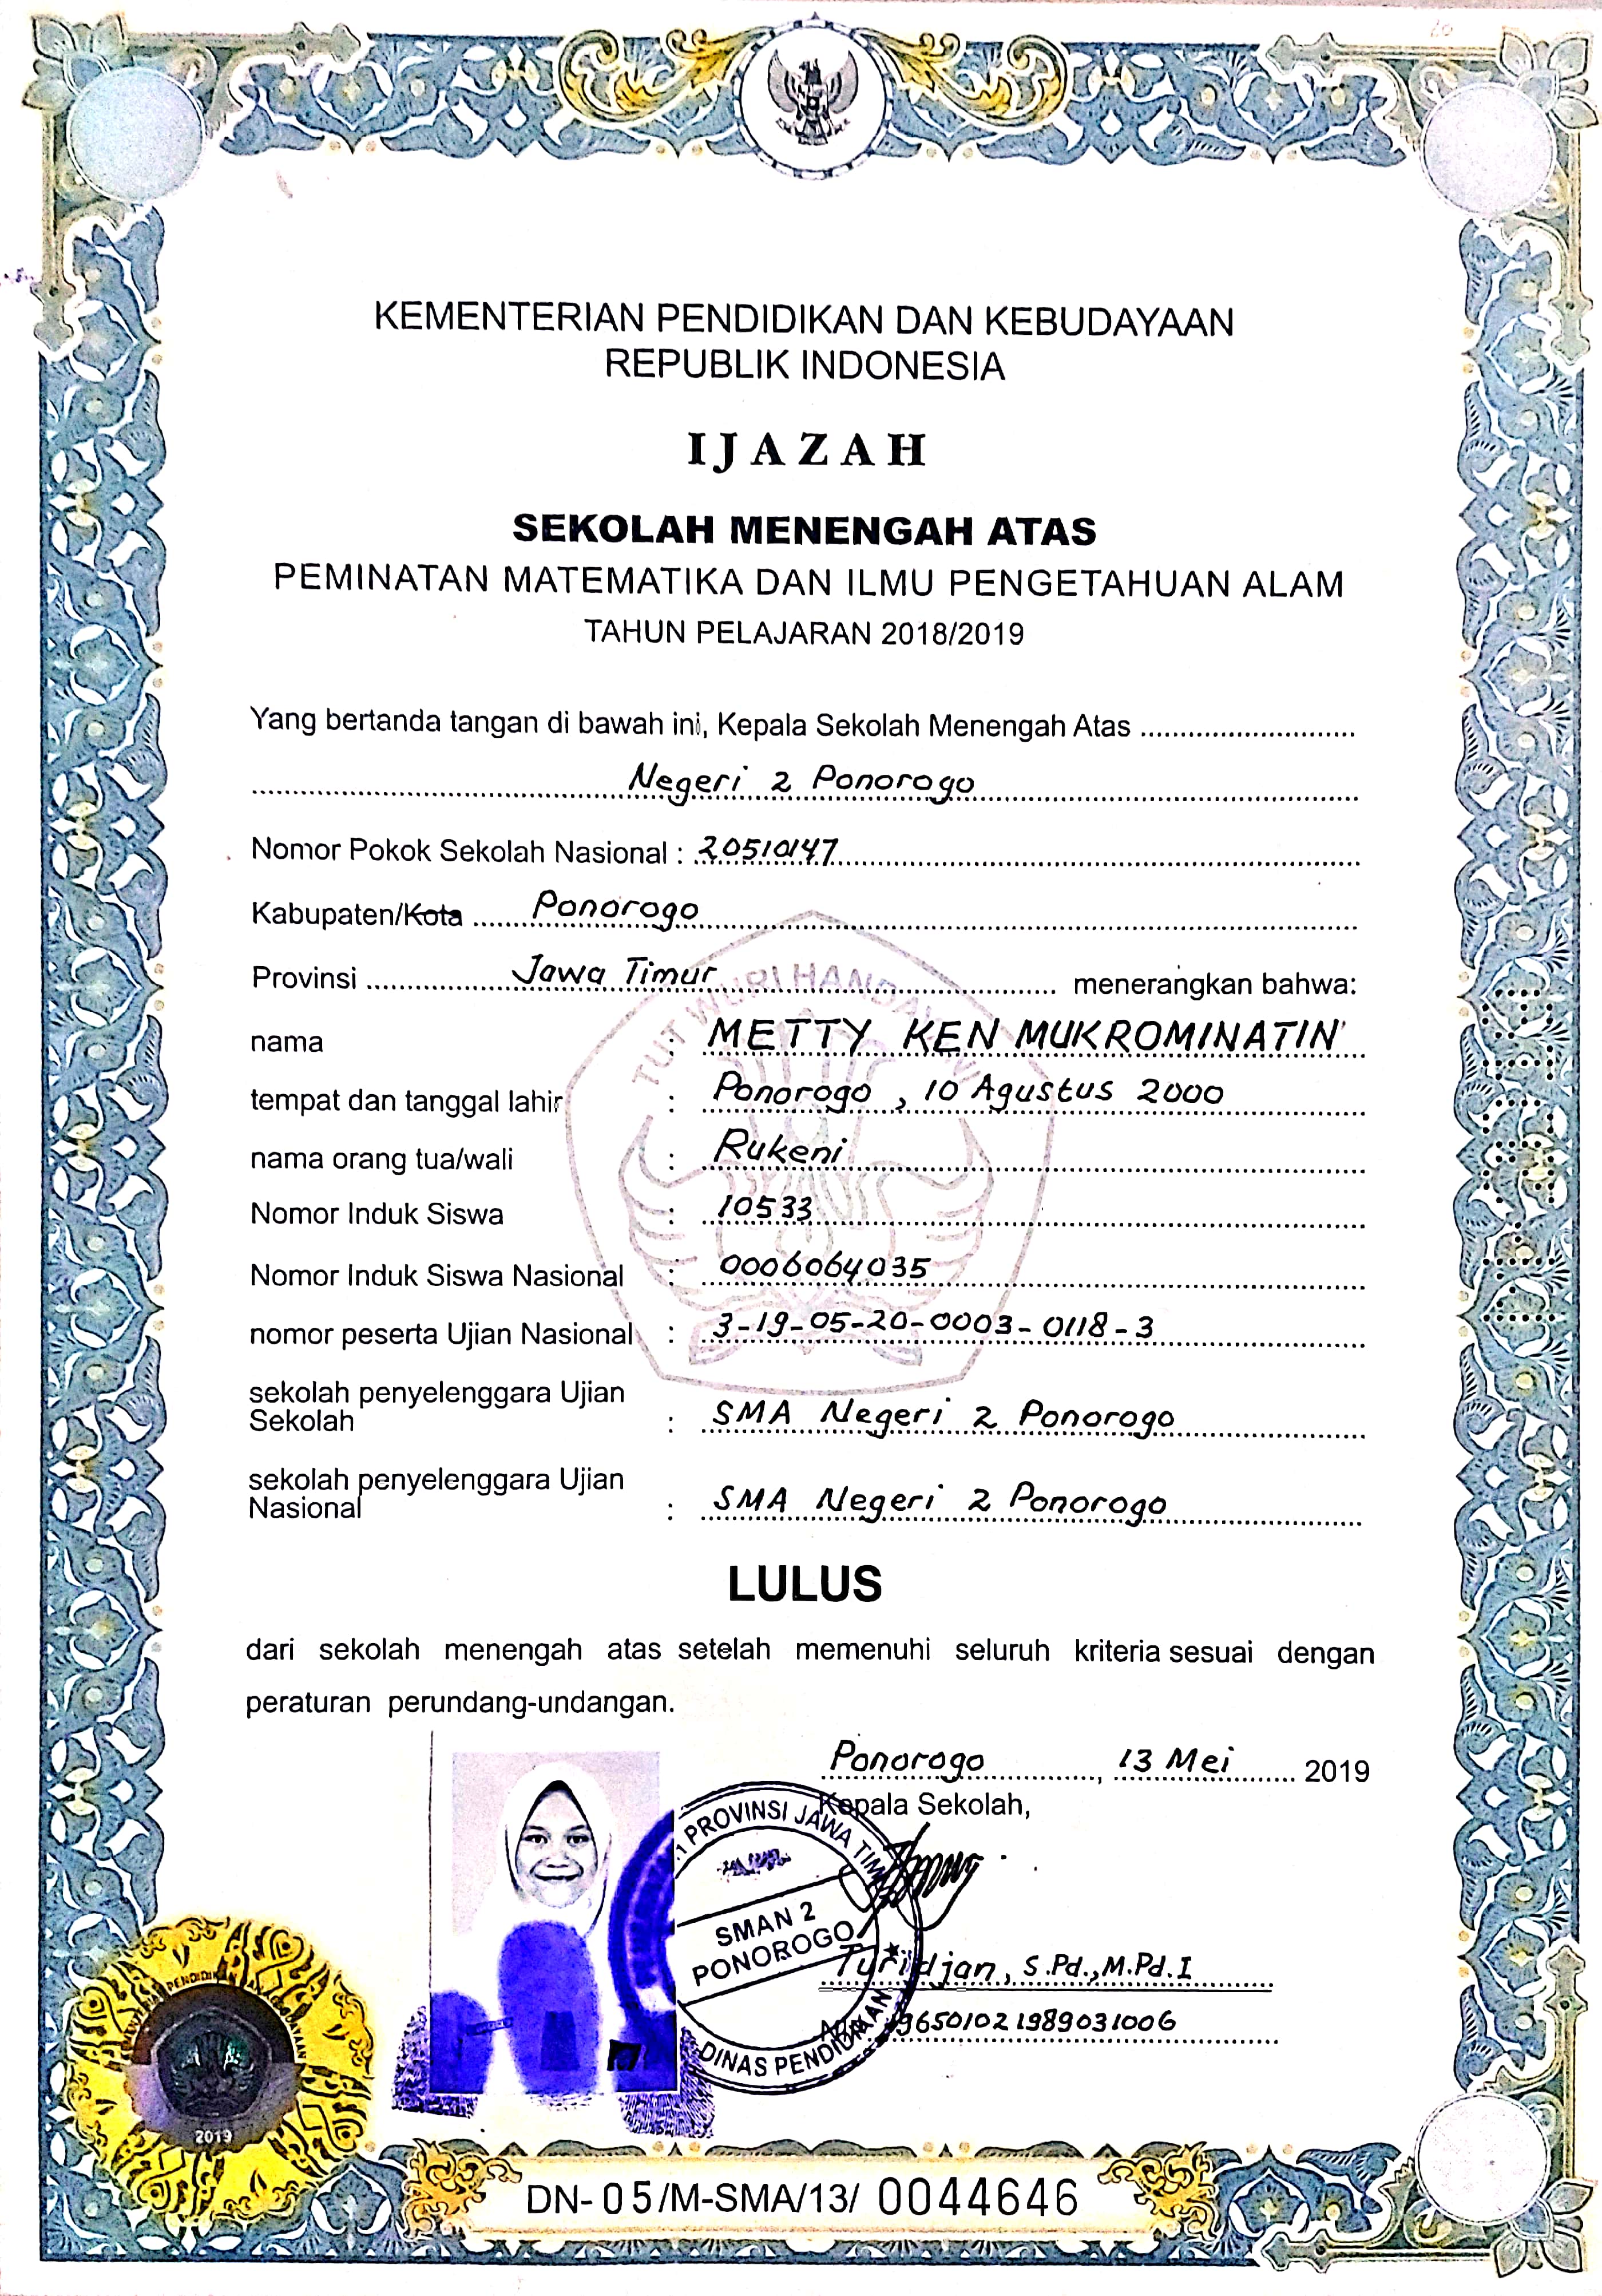 KEMENTERIAN PENDIDIKAN DAN KEBUDAYAAN
REPUBLIK INDONESIA
IJAZAH
SEKOLAH MENENGAH ATAS
PEMINATAN MATEMATIKA DAN ILMU PENGETAHUAN ALAM
TAHUN PELAJARAN 2018/2019
Yang bertanda tangan di bawah ini, Kepala Sekolah Menengah Atas
Negeri 2 Ponorogo
Nomor Pokok Sekolah Nasional : 20510147
Kabupaten/Kota Ponorogo
Provinsi Jawa Timur menerangkan bahwa:
TUT WURI HANDAYANI
nama : METTY KEN MUKROMINATIN
tempat dan tanggal lahir : Ponorogo , 10 Agustus 2000
nama orang tua/wali : Rukeni
Nomor Induk Siswa : 10533
Nomor Induk Siswa Nasional : 0006064035
nomor peserta Ujian Nasional : 3-19-05-20-0003-0118-3
sekolah penyelenggara Ujian
Sekolah : SMA Negeri 2 Ponorogo
sekolah penyelenggara Ujian
Nasional : SMA Negeri 2 Ponorogo
LULUS
dari sekolah menengah atas setelah memenuhi seluruh kriteria sesuai dengan
peraturan perundang-undangan.
Ponorogo, 13 Mei 2019
Kepala Sekolah,
PROVINSI JAWA TIM
SMAN 2
PONOROGO
DINAS PENDIDIKAN
Turidjan, S.Pd.,M.Pd.I
196501021989031006
2019
DN-05/M-SMA/13/ 0044646